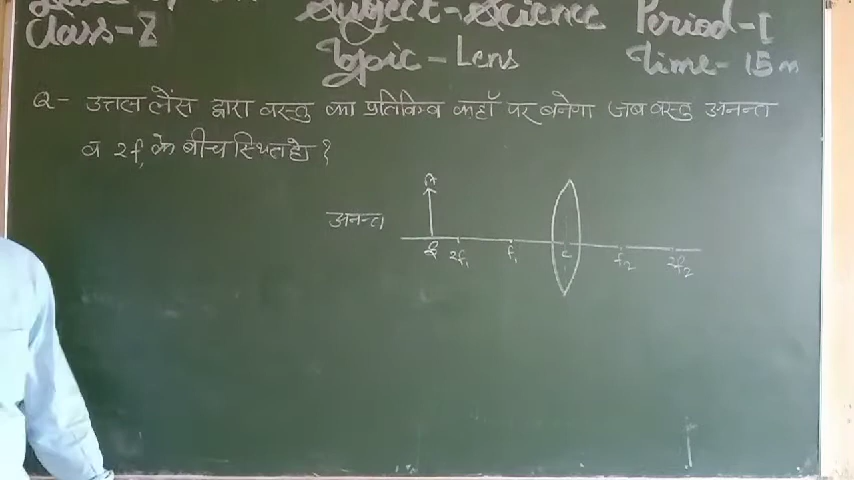 Subject-Science Period-I
Class-8
Topic-Lens Time-15m
Q- उत्तल लेंस द्वारा वस्तु का प्रतिबिम्ब कहाँ पर बनेगा जब वस्तु अनन्त
व 2f₁ के बीच स्थित हो ?
A
अनन्त
B 2f₁ f₁ c f₂ 2f₂